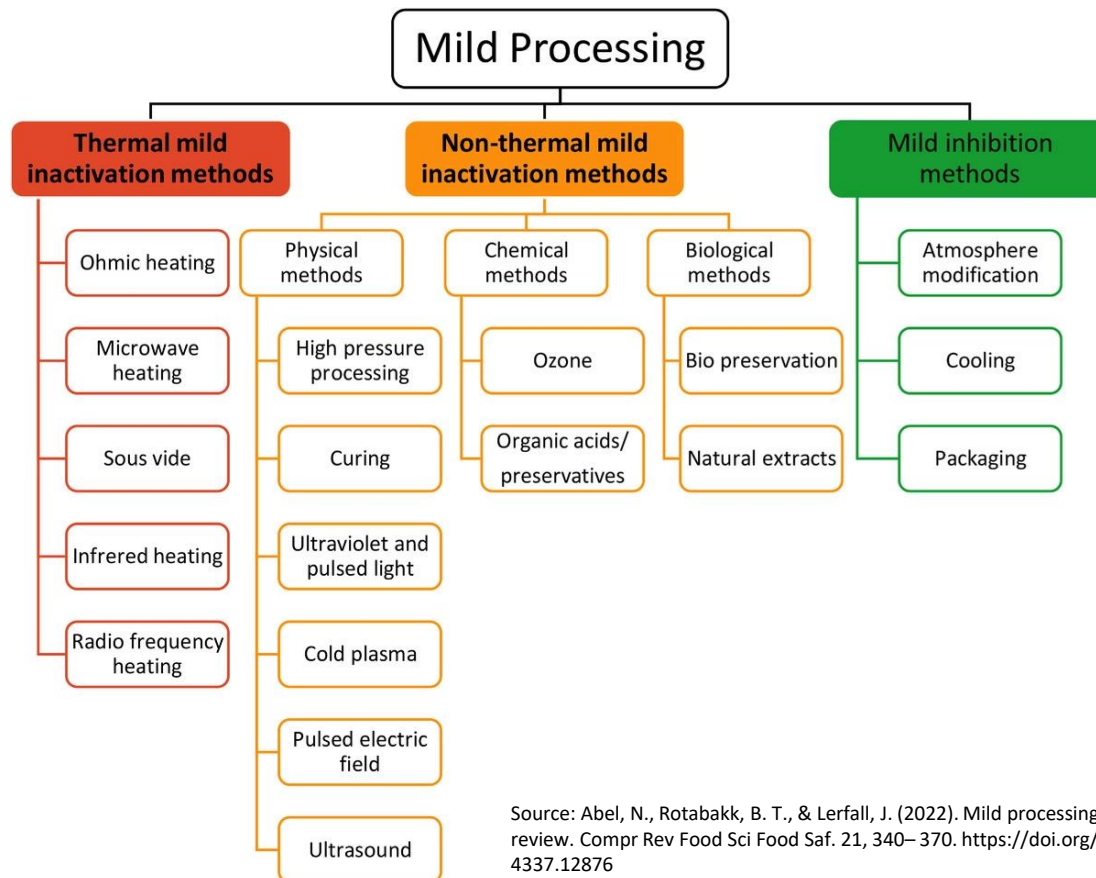 Mild Processing
Thermal mild
inactivation methods
Ohmic heating
Microwave
heating
Sous vide
Infrered heating
Radio frequency
heating
Non-thermal mild
inactivation methods
Physical
methods
High pressure
processing
Curing
Ultraviolet and
pulsed light
Cold plasma
Pulsed electric
field
Ultrasound
Chemical
methods
Ozone
Organic acids/
preservatives
Biological
methods
Bio preservation
Natural extracts
Mild inhibition
methods
Atmosphere
modification
Cooling
Packaging
Source: Abel, N., Rotabakk, B. T., & Lerfall, J. (2022). Mild processing
review. Compr Rev Food Sci Food Saf. 21, 340– 370. https://doi.org/
4337.12876